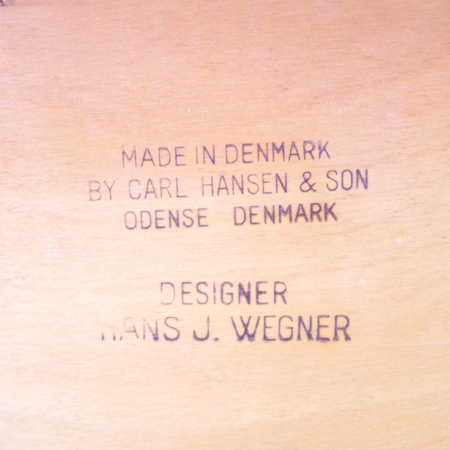 MADE IN DENMARK
BY CARL HANSEN & SON
ODENSE DENMARK
DESIGNER
HANS J. WEGNER